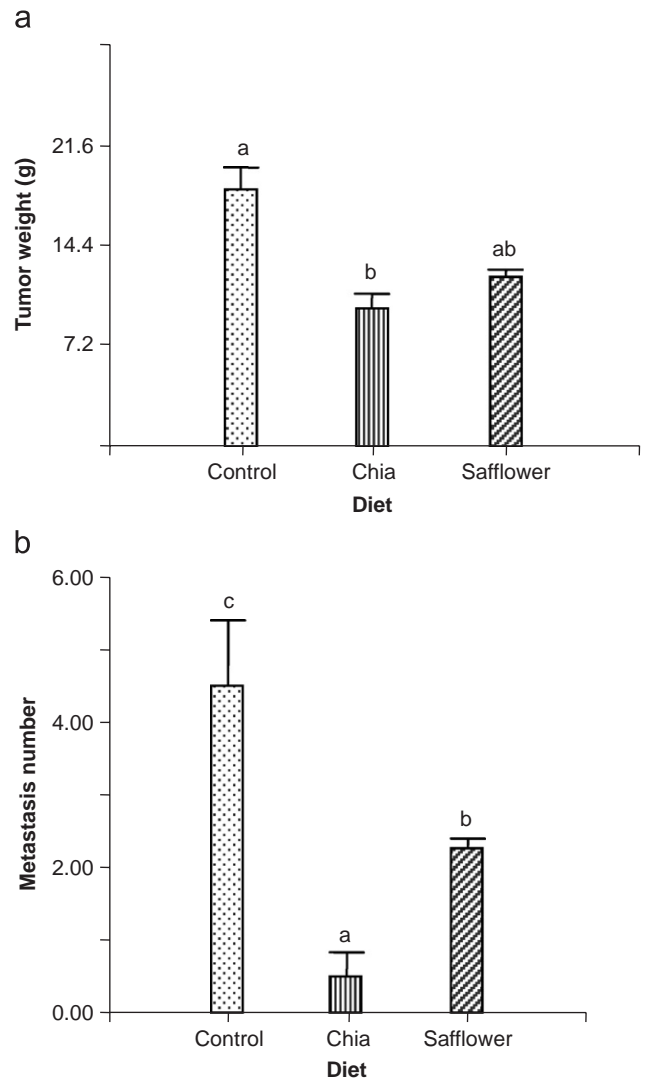 a
Tumor weight (g)
21.6
14.4
7.2
a
b
ab
Control Chia Safflower
Diet
b
Metastasis number
6.00
4.00
2.00
0.00
c
a
b
Control Chia Safflower
Diet